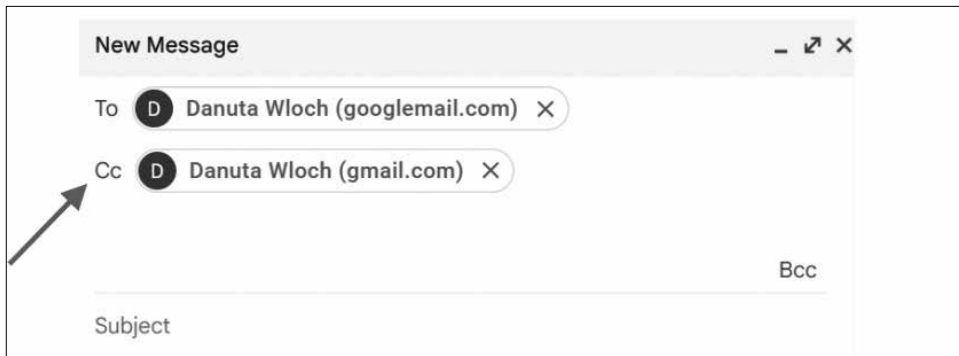 New Message
To D Danuta Wloch (googlemail.com)
Cc D Danuta Wloch (gmail.com)
Bcc
Subject